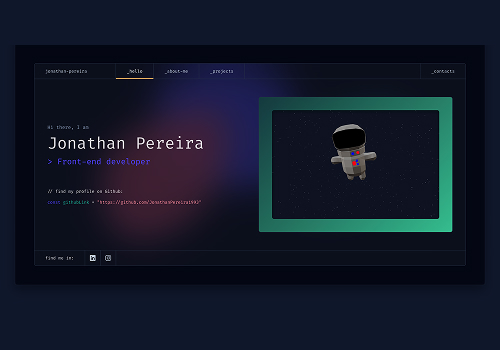 jonathan-pereira
_hello
_about-me
_projects
_contacts
Hi there, I am
Jonathan Pereira
> Front-end developer
// find my profile on Github:
const githubLink = "https://github.com/JonathanPereira1993"
find me in: